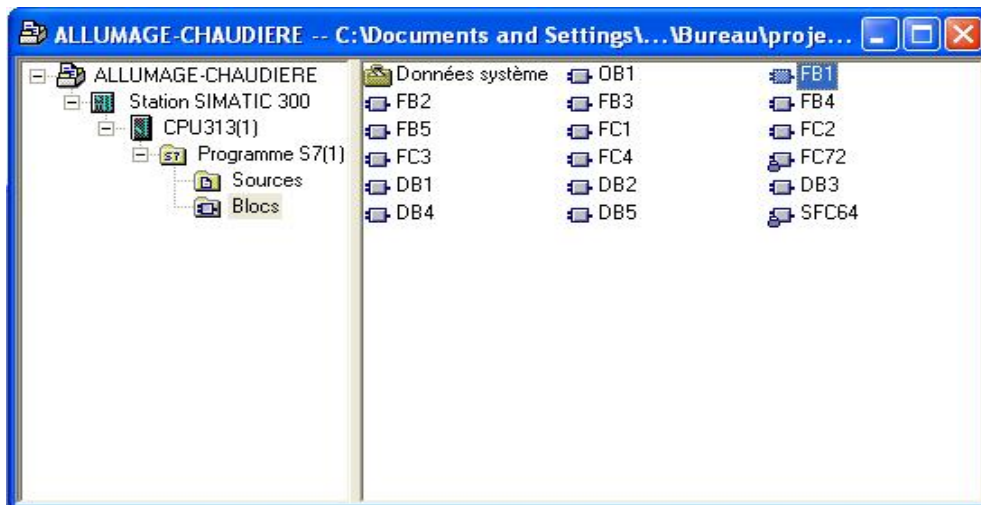 ALLUMAGE-CHAUDIERE -- C:\Documents and Settings\...\Bureau\proje...
ALLUMAGE-CHAUDIERE
Station SIMATIC 300
CPU313(1)
S7 Programme S7(1)
Sources
Blocs
Données système OB1 FB1
FB2 FB3 FB4
FB5 FC1 FC2
FC3 FC4 FC72
DB1 DB2 DB3
DB4 DB5 SFC64